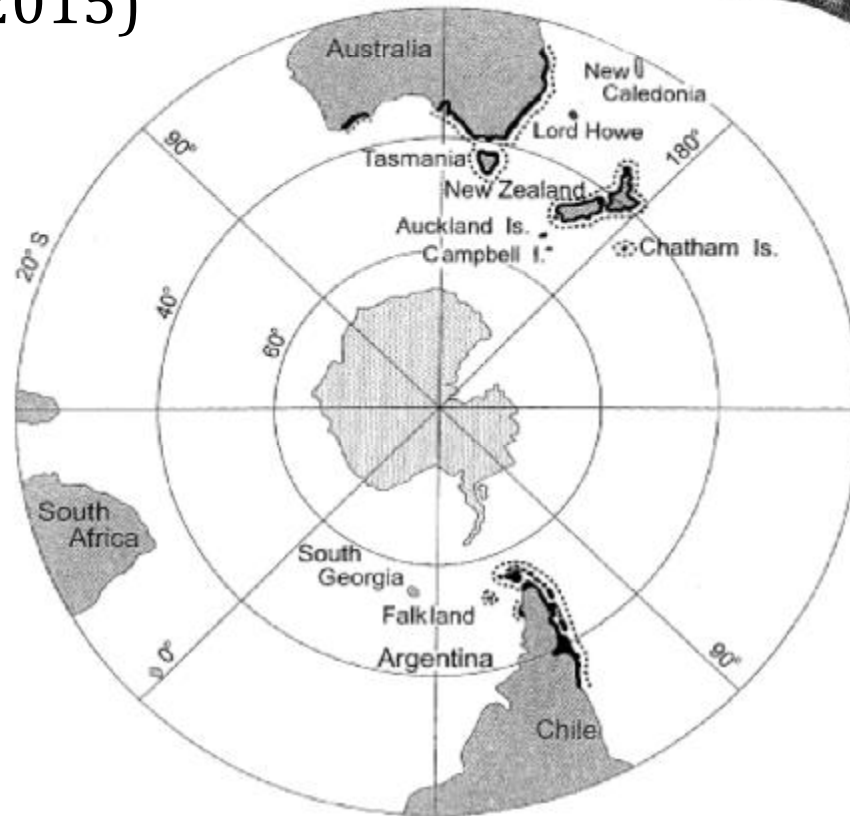 2015)
Australia
New
Caledonia
Lord Howe
90°
180°
Tasmania
New Zealand
Auckland Is.
Campbell I.
Chatham Is.
20° S
40°
60°
South
Africa
South
Georgia
Falkland
Argentina
90°
0°
Chile